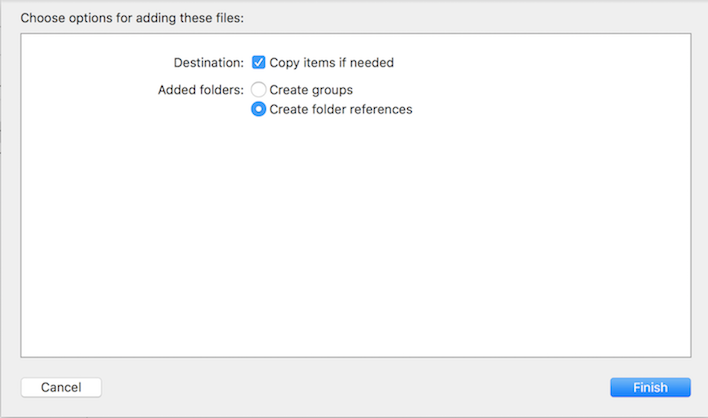 Choose options for adding these files:
Destination: Copy items if needed
Added folders: Create groups
Create folder references
Cancel Finish